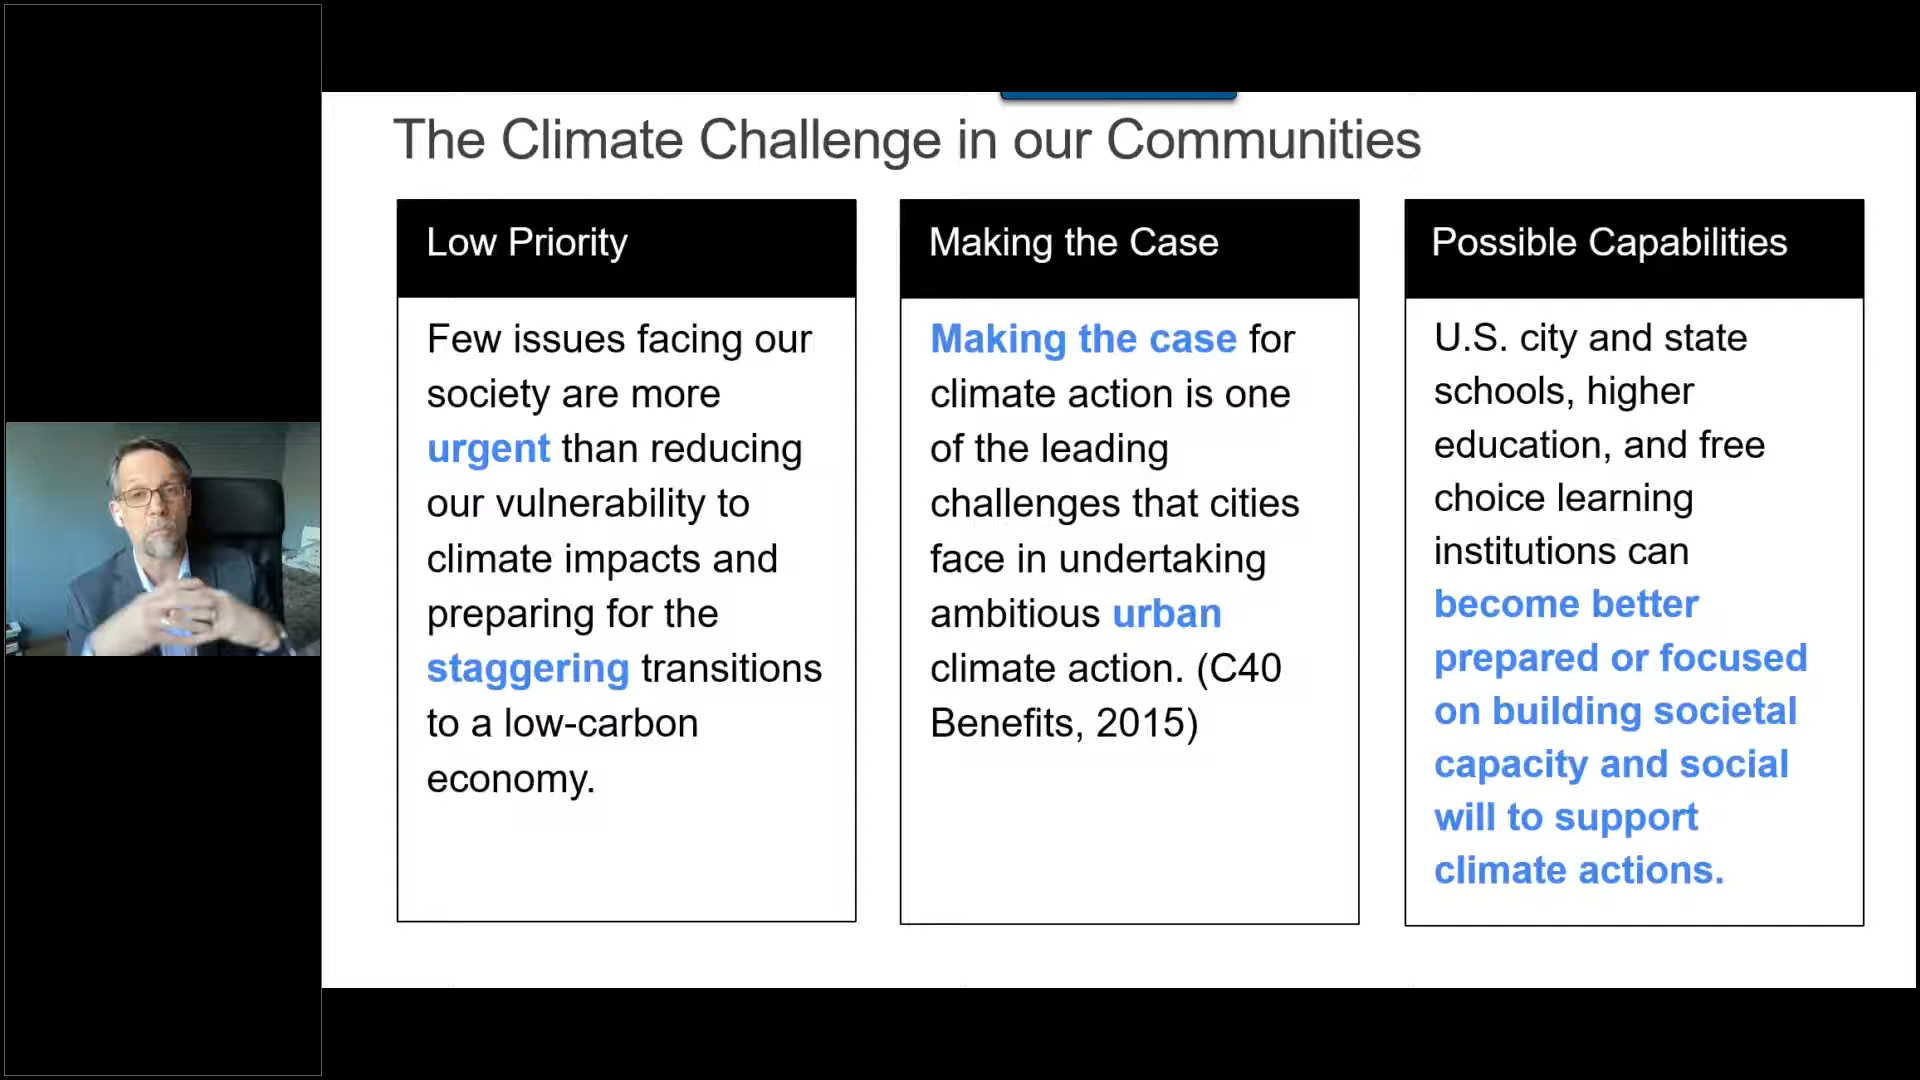 The Climate Challenge in our Communities
Low Priority
Few issues facing our
society are more
urgent than reducing
our vulnerability to
climate impacts and
preparing for the
staggering transitions
to a low-carbon
economy.
Making the Case
Making the case for
climate action is one
of the leading
challenges that cities
face in undertaking
ambitious urban
climate action. (C40
Benefits, 2015)
Possible Capabilities
U.S. city and state
schools, higher
education, and free
choice learning
institutions can
become better
prepared or focused
on building societal
capacity and social
will to support
climate actions.